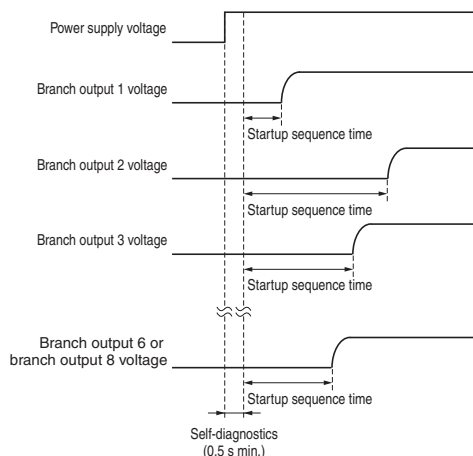 Power supply voltage
Branch output 1 voltage
Startup sequence time
Branch output 2 voltage
Startup sequence time
Branch output 3 voltage
Startup sequence time
Branch output 6 or
branch output 8 voltage
Startup sequence time
Self-diagnostics
(0.5 s min.)